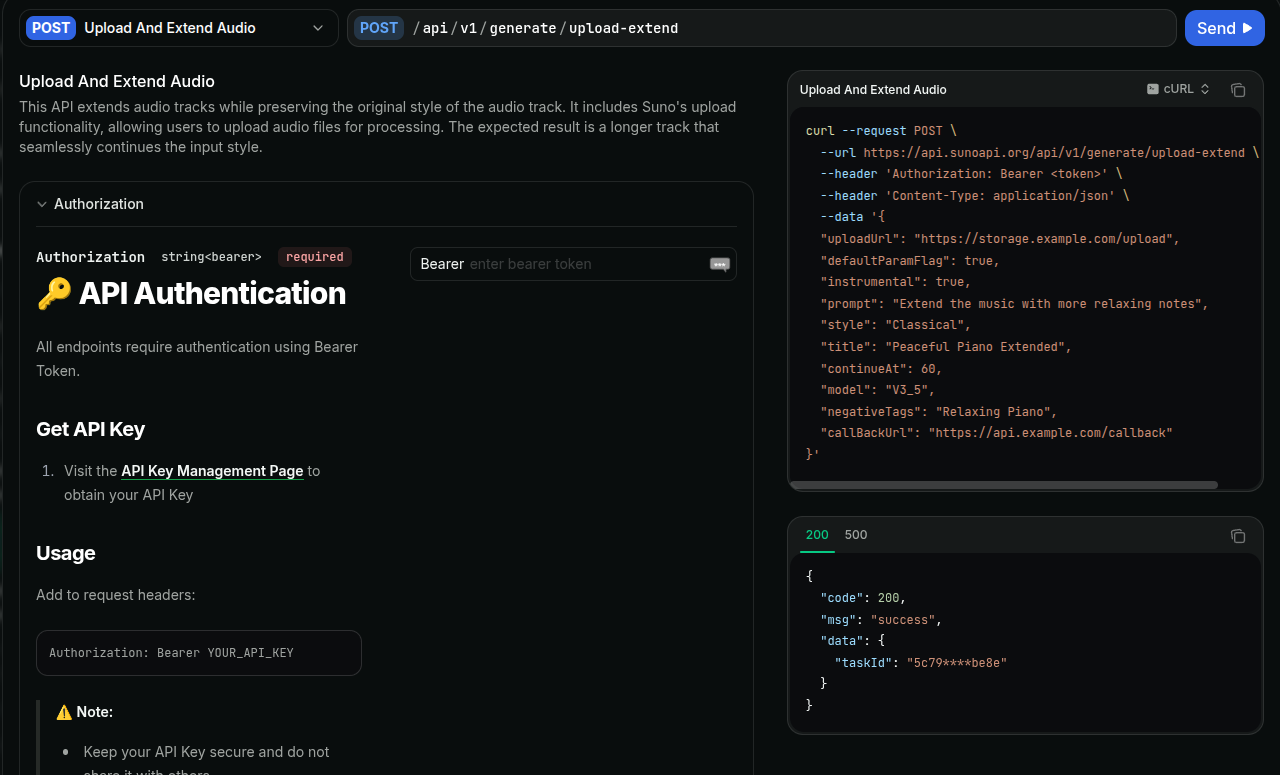 POST Upload And Extend Audio
POST /api/v1/generate/upload-extend
Send
Upload And Extend Audio
This API extends audio tracks while preserving the original style of the audio track. It includes Suno's upload
functionality, allowing users to upload audio files for processing. The expected result is a longer track that
seamlessly continues the input style.
Authorization
Authorization string<bearer> required
Bearer enter bearer token
🔑 API Authentication
All endpoints require authentication using Bearer
Token.
Get API Key
1. Visit the API Key Management Page to
obtain your API Key
Usage
Add to request headers:
Authorization: Bearer YOUR_API_KEY
⚠️ Note:
• Keep your API Key secure and do not
share it with others
Upload And Extend Audio
cURL
curl --request POST \
--url https://api.sunoapi.org/api/v1/generate/upload-extend \
--header 'Authorization: Bearer <token>' \
--header 'Content-Type: application/json' \
--data '{
"uploadUrl": "https://storage.example.com/upload",
"defaultParamFlag": true,
"instrumental": true,
"prompt": "Extend the music with more relaxing notes",
"style": "Classical",
"title": "Peaceful Piano Extended",
"continueAt": 60,
"model": "V3_5",
"negativeTags": "Relaxing Piano",
"callBackUrl": "https://api.example.com/callback"
}'
200 500
{
"code": 200,
"msg": "success",
"data": {
"taskId": "5c79****be8e"
}
}